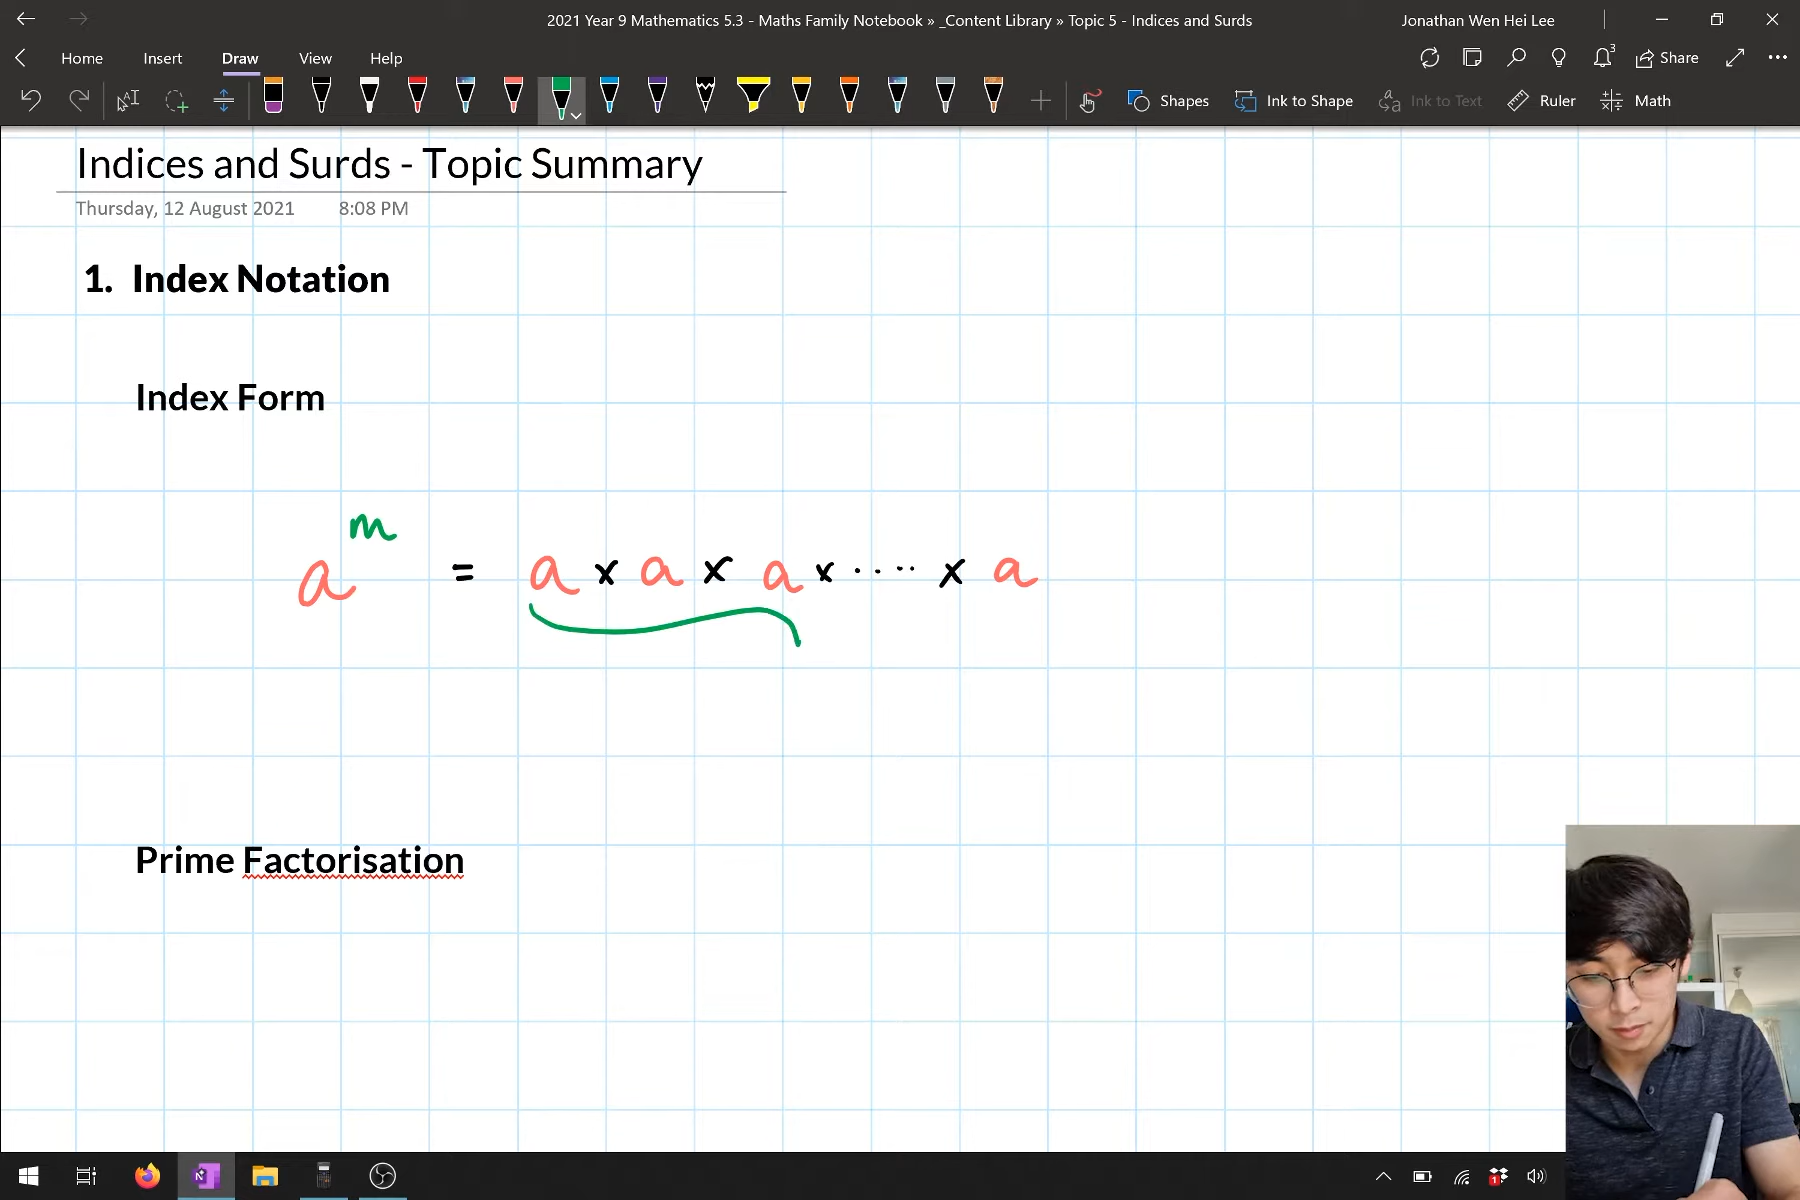 2021 Year 9 Mathematics 5.3 - Maths Family Notebook » _Content Library » Topic 5 - Indices and Surds
Jonathan Wen Hei Lee
Home Insert Draw View Help
3
Share
Shapes
Ink to Shape
Ink to Text
Ruler
Math
Indices and Surds - Topic Summary
Thursday, 12 August 2021 8:08 PM
1. Index Notation
Index Form
a^m = a × a × a × ···· × a
Prime Factorisation
1